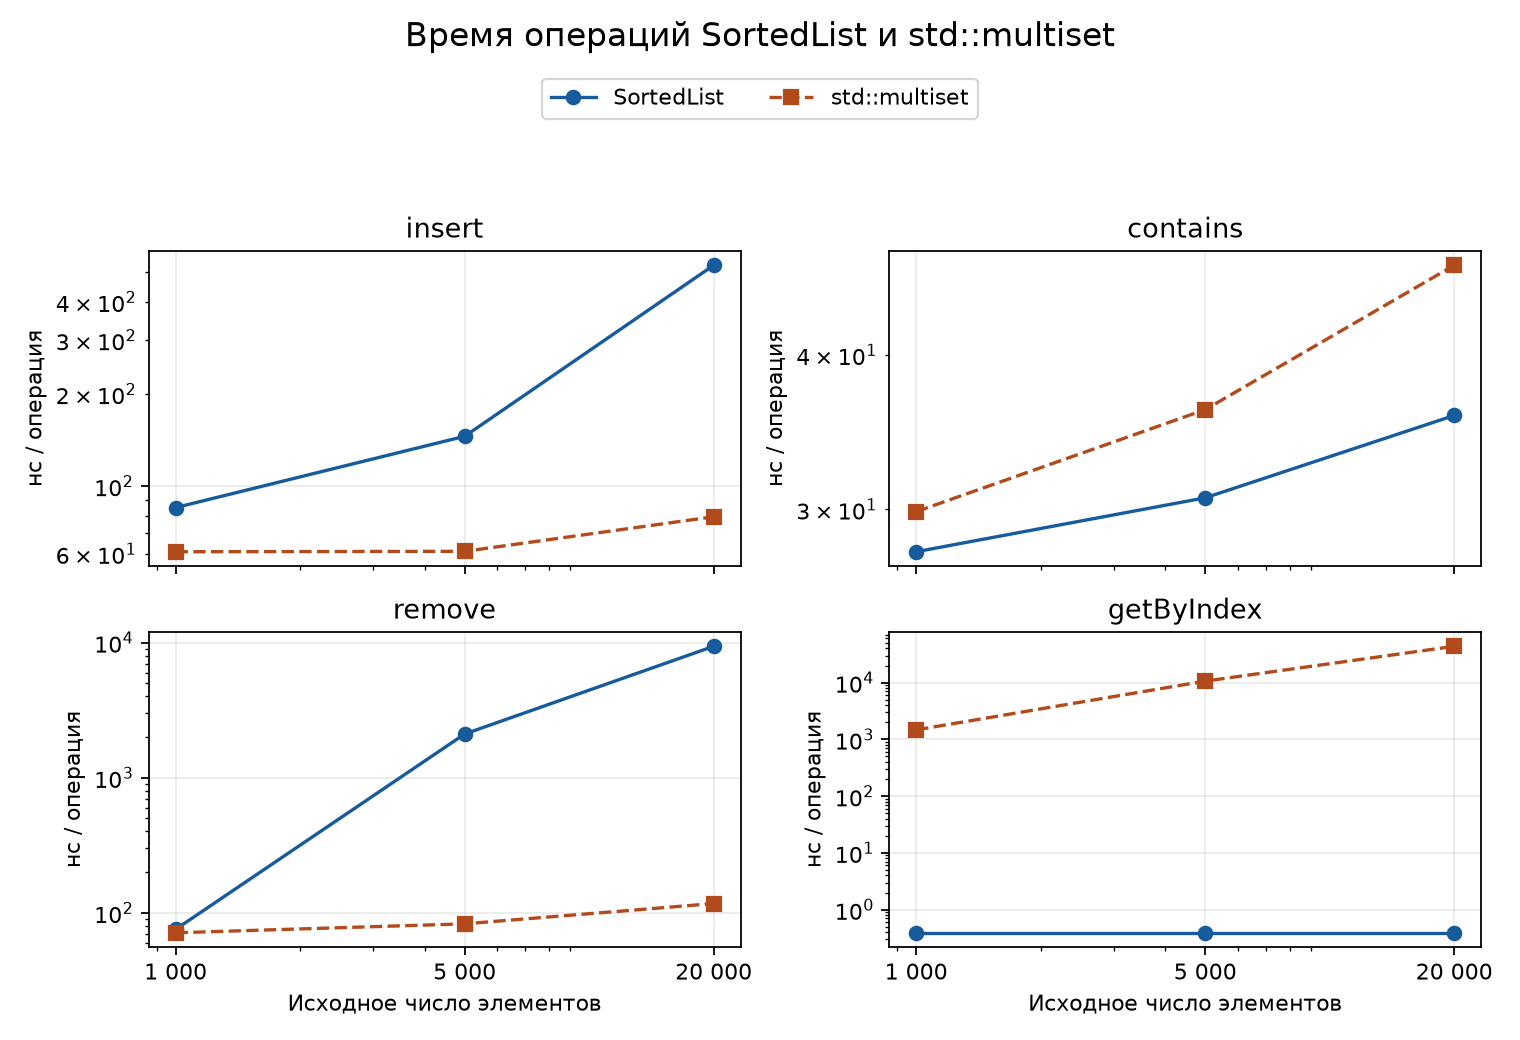 Время операций SortedList и std::multiset
SortedList std::multiset
insert
4 × 10²
3 × 10²
2 × 10²
10²
6 × 10¹
нс / операция
contains
4 × 10¹
3 × 10¹
нс / операция
remove
10⁴
10³
10²
нс / операция
1 000 5 000 20 000
Исходное число элементов
getByIndex
10⁴
10³
10²
10¹
10⁰
нс / операция
1 000 5 000 20 000
Исходное число элементов